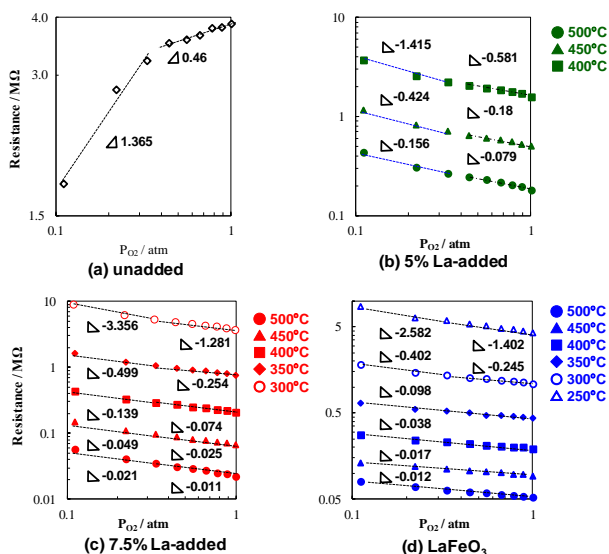 4.0
3.0
1.5
Resistance / MΩ
0.46
1.365
0.1
1
P_O2 / atm
(a) unadded
10
1
0.1
Resistance / MΩ
-1.415
-0.581
-0.424
-0.18
-0.156
-0.079
500°C
450°C
400°C
0.1
1
P_O2 / atm
(b) 5% La-added
10
1
0.1
0.01
Resistance / MΩ
-3.356
-1.281
-0.499
-0.254
-0.139
-0.074
-0.049
-0.025
-0.021
-0.011
500°C
450°C
400°C
350°C
300°C
0.1
1
P_O2 / atm
(c) 7.5% La-added
5
0.5
0.05
-2.582
-1.402
-0.402
-0.245
-0.098
-0.038
-0.017
-0.012
500°C
450°C
400°C
350°C
300°C
250°C
0.1
1
P_O2 / atm
(d) LaFeO3